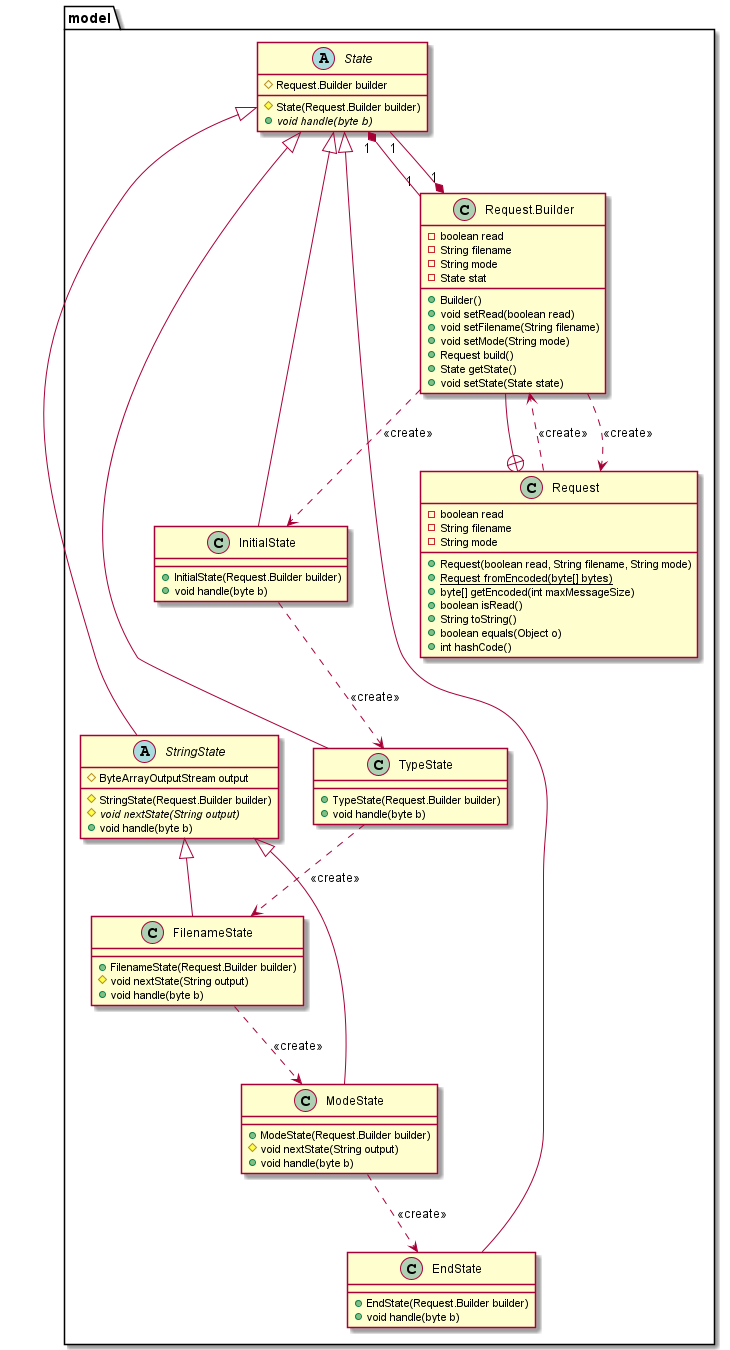 model
A State
Request.Builder builder
State(Request.Builder builder)
void handle(byte b)
1
1
1
1
C Request.Builder
boolean read
String filename
String mode
State stat
Builder()
void setRead(boolean read)
void setFilename(String filename)
void setMode(String mode)
Request build()
State getState()
void setState(State state)
«create»
«create»
«create»
C Request
boolean read
String filename
String mode
Request(boolean read, String filename, String mode)
Request fromEncoded(byte[] bytes)
byte[] getEncoded(int maxMessageSize)
boolean isRead()
String toString()
boolean equals(Object o)
int hashCode()
C InitialState
InitialState(Request.Builder builder)
void handle(byte b)
«create»
A StringState
ByteArrayOutputStream output
StringState(Request.Builder builder)
void nextState(String output)
void handle(byte b)
C TypeState
TypeState(Request.Builder builder)
void handle(byte b)
«create»
C FilenameState
FilenameState(Request.Builder builder)
void nextState(String output)
void handle(byte b)
«create»
C ModeState
ModeState(Request.Builder builder)
void nextState(String output)
void handle(byte b)
«create»
C EndState
EndState(Request.Builder builder)
void handle(byte b)